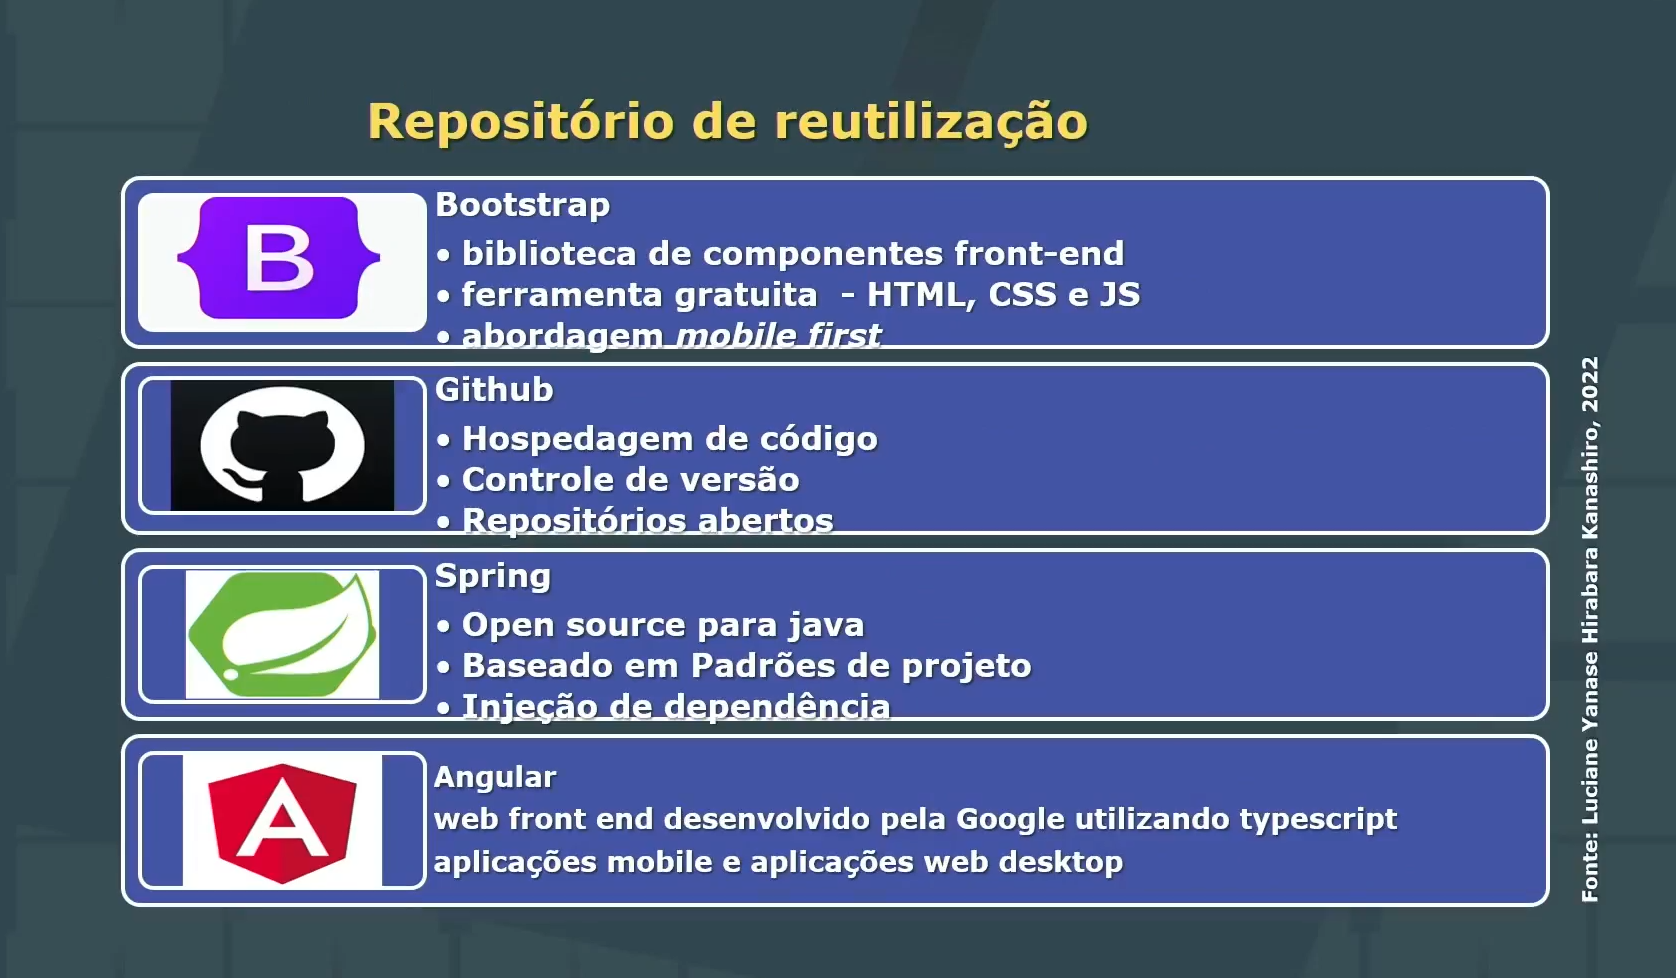 Repositório de reutilização
B
Bootstrap
• biblioteca de componentes front-end
• ferramenta gratuita - HTML, CSS e JS
• abordagem mobile first
Github
• Hospedagem de código
• Controle de versão
• Repositórios abertos
Spring
• Open source para java
• Baseado em Padrões de projeto
• Injeção de dependência
A
Angular
web front end desenvolvido pela Google utilizando typescript
aplicações mobile e aplicações web desktop
Fonte: Luciane Yanase Hirabara Kanashiro, 2022